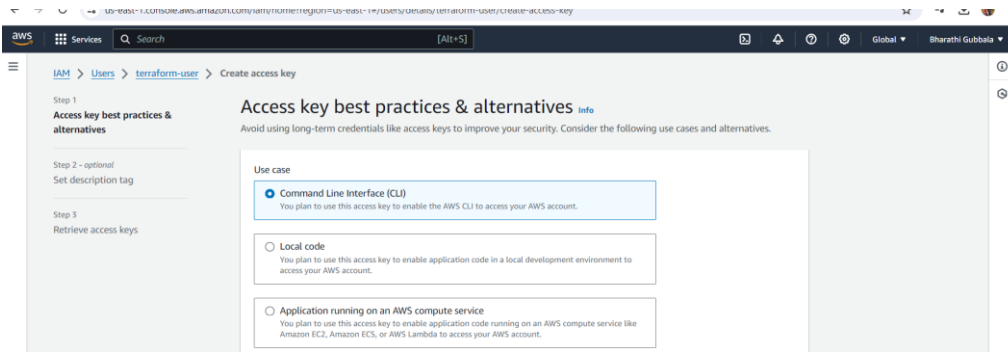 us-east-1.console.aws.amazon.com/iam/home?region=us-east-1#/users/details/terraform-user/create-access-key
aws Services Search [Alt+S] Global Bharathi Gubbala
IAM > Users > terraform-user > Create access key
Step 1
Access key best practices &
alternatives
Step 2 - optional
Set description tag
Step 3
Retrieve access keys
Access key best practices & alternatives Info
Avoid using long-term credentials like access keys to improve your security. Consider the following use cases and alternatives.
Use case
Command Line Interface (CLI)
You plan to use this access key to enable the AWS CLI to access your AWS account.
Local code
You plan to use this access key to enable application code in a local development environment to
access your AWS account.
Application running on an AWS compute service
You plan to use this access key to enable application code running on an AWS compute service like
Amazon EC2, Amazon ECS, or AWS Lambda to access your AWS account.